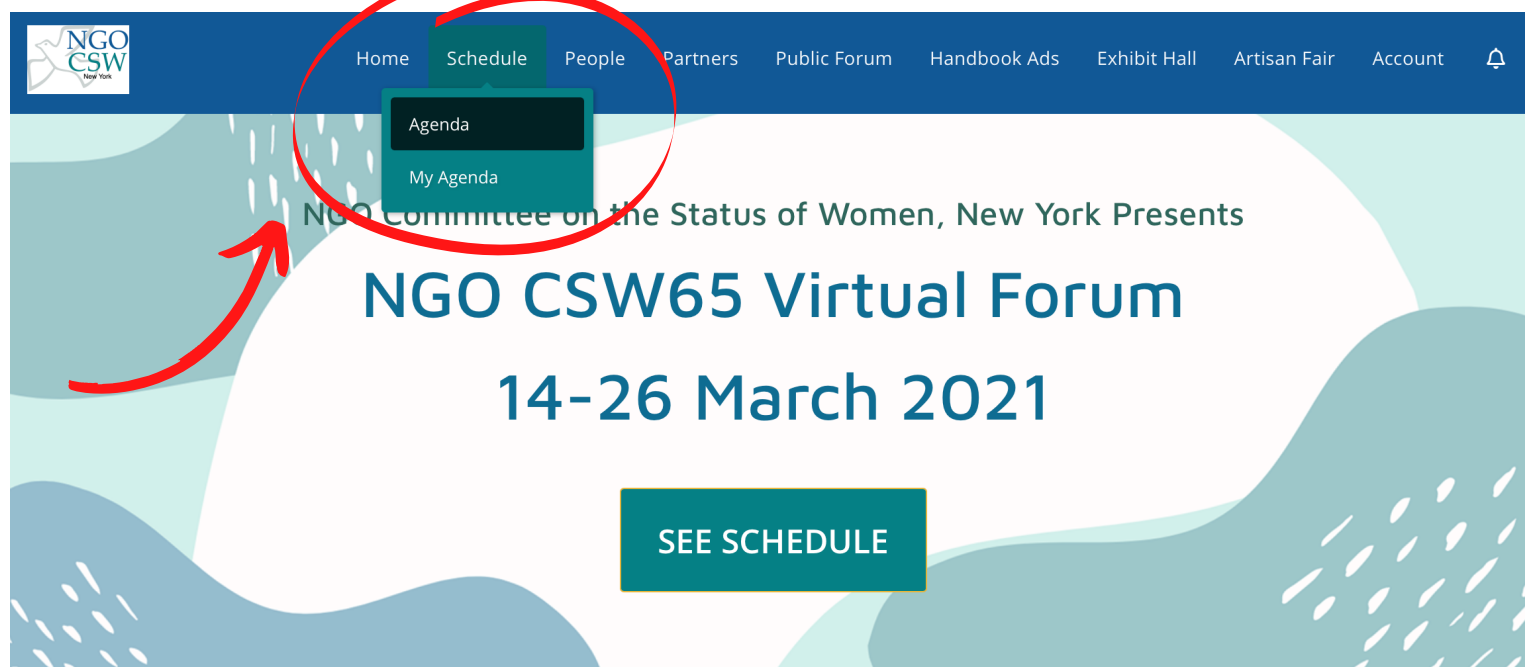 NGO
CSW
New York
Home Schedule People Partners Public Forum Handbook Ads Exhibit Hall Artisan Fair Account
Agenda
My Agenda
NGO Committee on the Status of Women, New York Presents
NGO CSW65 Virtual Forum
14-26 March 2021
SEE SCHEDULE